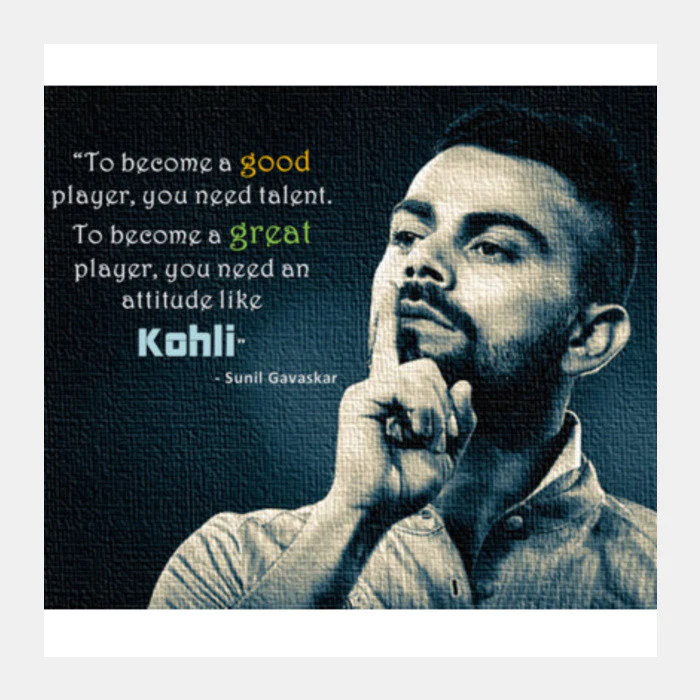 “To become a good
player, you need talent.
To become a great
player, you need an
attitude like
Kohli”
- Sunil Gavaskar